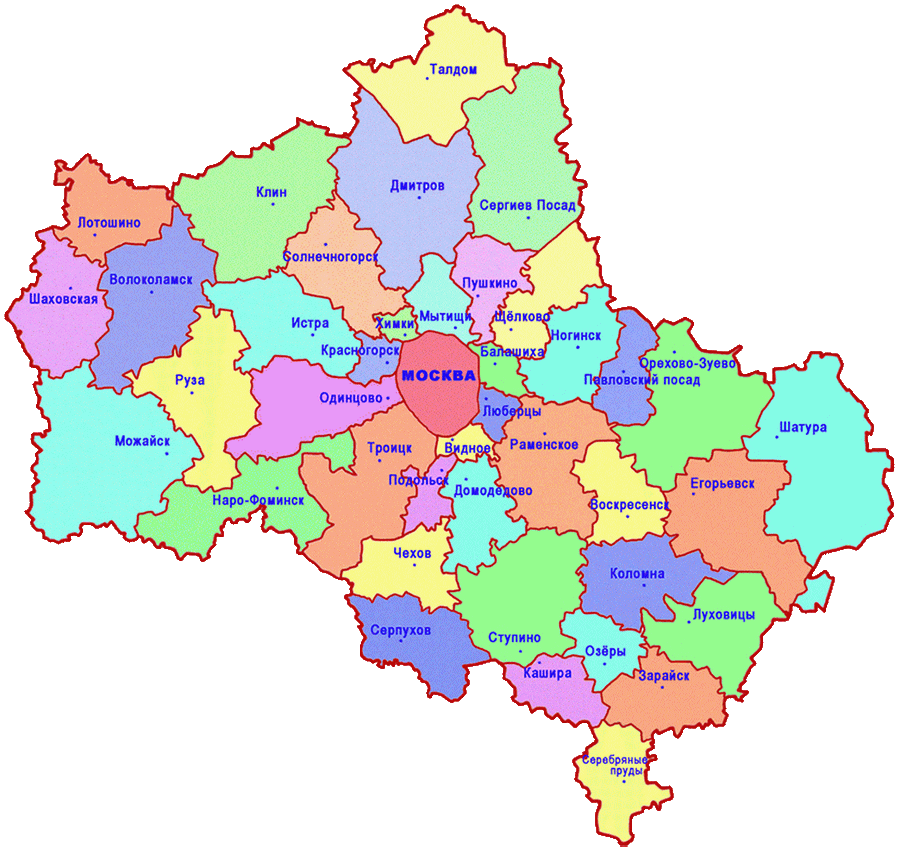 Талдом
Дмитров
Клин
Сергиев Посад
Лотошино
Солнечногорск
Волоколамск
Пушкино
Шаховская
Мытищи
Щёлково
Истра
Химки
Ногинск
Красногорск
Балашиха
Орехово-Зуево
МОСКВА
Руза
Павловский посад
Одинцово
Люберцы
Шатура
Можайск
Троицк
Видное
Раменское
Подольск
Домодедово
Егорьевск
Наро-Фоминск
Воскресенск
Чехов
Коломна
Луховицы
Серпухов
Ступино
Озёры
Кашира
Зарайск
Серебряные
пруды